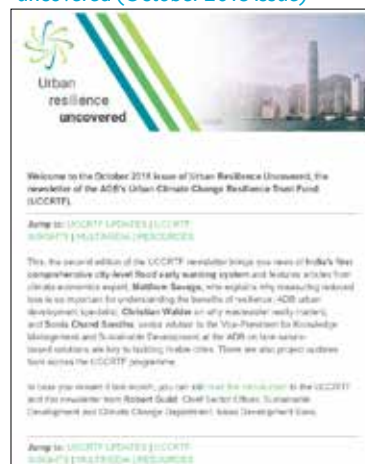 uncovered (October 2018 issue)
Urban
resilience
uncovered
Welcome to the October 2018 issue of Urban Resilience Uncovered, the
newsletter of the ADB's Urban Climate Change Resilience Trust Fund
(UCCRTF).
Jump to: UCCRTF UPDATES | UCCRTF
INSIGHTS | MULTIMEDIA | RESOURCES
This, the second edition of the UCCRTF newsletter brings you news of India's first
comprehensive city-level flood early warning system and features articles from
climate economics expert, Matthew Savage, who explains why measuring reduced
loss is so important for understanding the benefits of resilience; ADB urban
development specialist, Christian Walder on why wastewater really matters;
and Sonia Chand Sandhu, senior advisor to the Vice-President for Knowledge
Management and Sustainable Development at the ADB on how nature-
based solutions are key to building livable cities. There are also project updates
from across the UCCRTF programme.
In case you missed it last month, you can still read the introduction to the UCCRTF
and this newsletter from Robert Guild, Chief Sector Officer, Sustainable
Development and Climate Change Department, Asian Development Bank.
Jump to: UCCRTF UPDATES | UCCRTF
INSIGHTS | MULTIMEDIA | RESOURCES